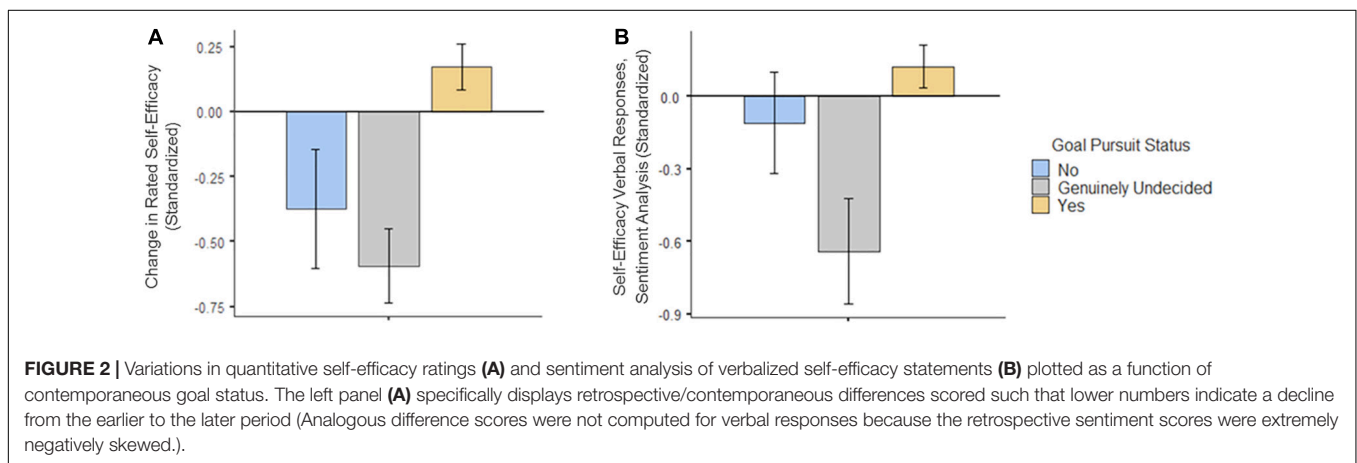 A
Change in Rated Self-Efficacy
(Standardized)
0.25
0.00
-0.25
-0.50
-0.75
B
Self-Efficacy Verbal Responses,
Sentiment Analysis (Standardized)
0.0
-0.3
-0.6
-0.9
Goal Pursuit Status
No
Genuinely Undecided
Yes
FIGURE 2 | Variations in quantitative self-efficacy ratings (A) and sentiment analysis of verbalized self-efficacy statements (B) plotted as a function of
contemporaneous goal status. The left panel (A) specifically displays retrospective/contemporaneous differences scored such that lower numbers indicate a decline
from the earlier to the later period (Analogous difference scores were not computed for verbal responses because the retrospective sentiment scores were extremely
negatively skewed.).